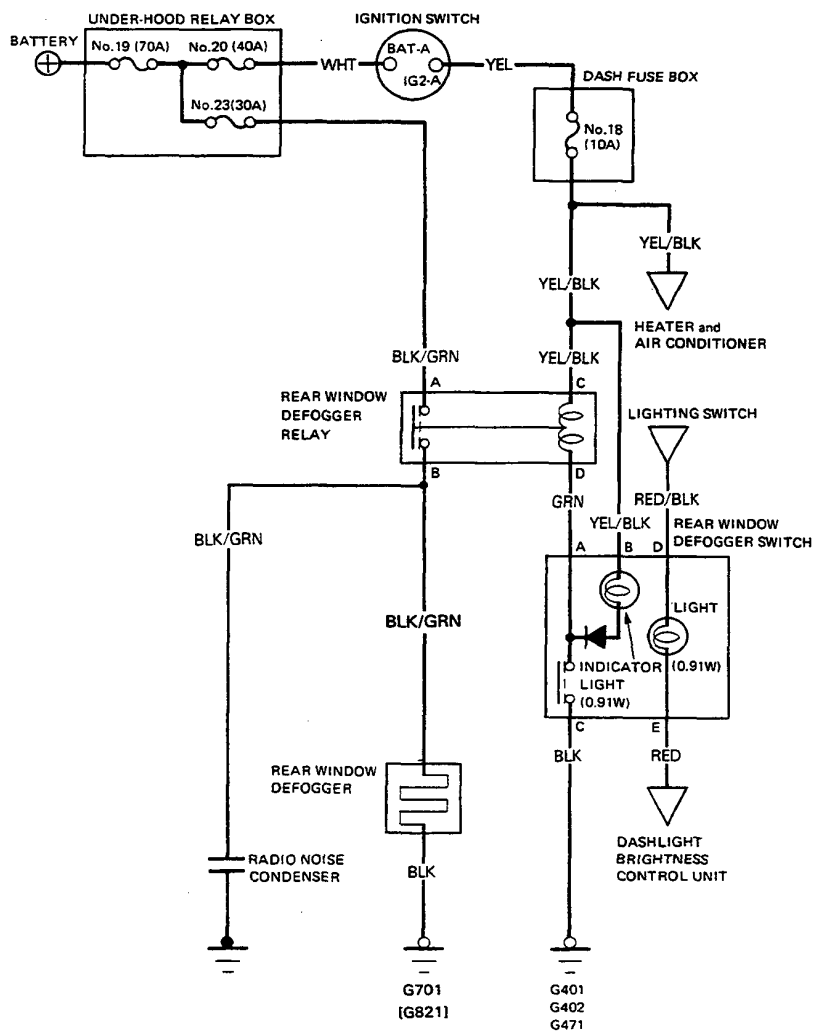 UNDER-HOOD RELAY BOX
IGNITION SWITCH
BATTERY
No.19 (70A)
No.20 (40A)
BAT-A
WHT
IG2-A
YEL
DASH FUSE BOX
No.23(30A)
No.18
(10A)
YEL/BLK
YEL/BLK
HEATER and
AIR CONDITIONER
BLK/GRN
YEL/BLK
A
C
REAR WINDOW
DEFOGGER
RELAY
LIGHTING SWITCH
B
D
GRN
RED/BLK
BLK/GRN
YEL/BLK
REAR WINDOW
DEFOGGER SWITCH
A
B
D
LIGHT
BLK/GRN
INDICATOR
LIGHT
(0.91W)
(0.91W)
C
E
BLK
RED
REAR WINDOW
DEFOGGER
DASHLIGHT
BRIGHTNESS
CONTROL UNIT
RADIO NOISE
CONDENSER
BLK
G701
[G821]
G401
G402
G471